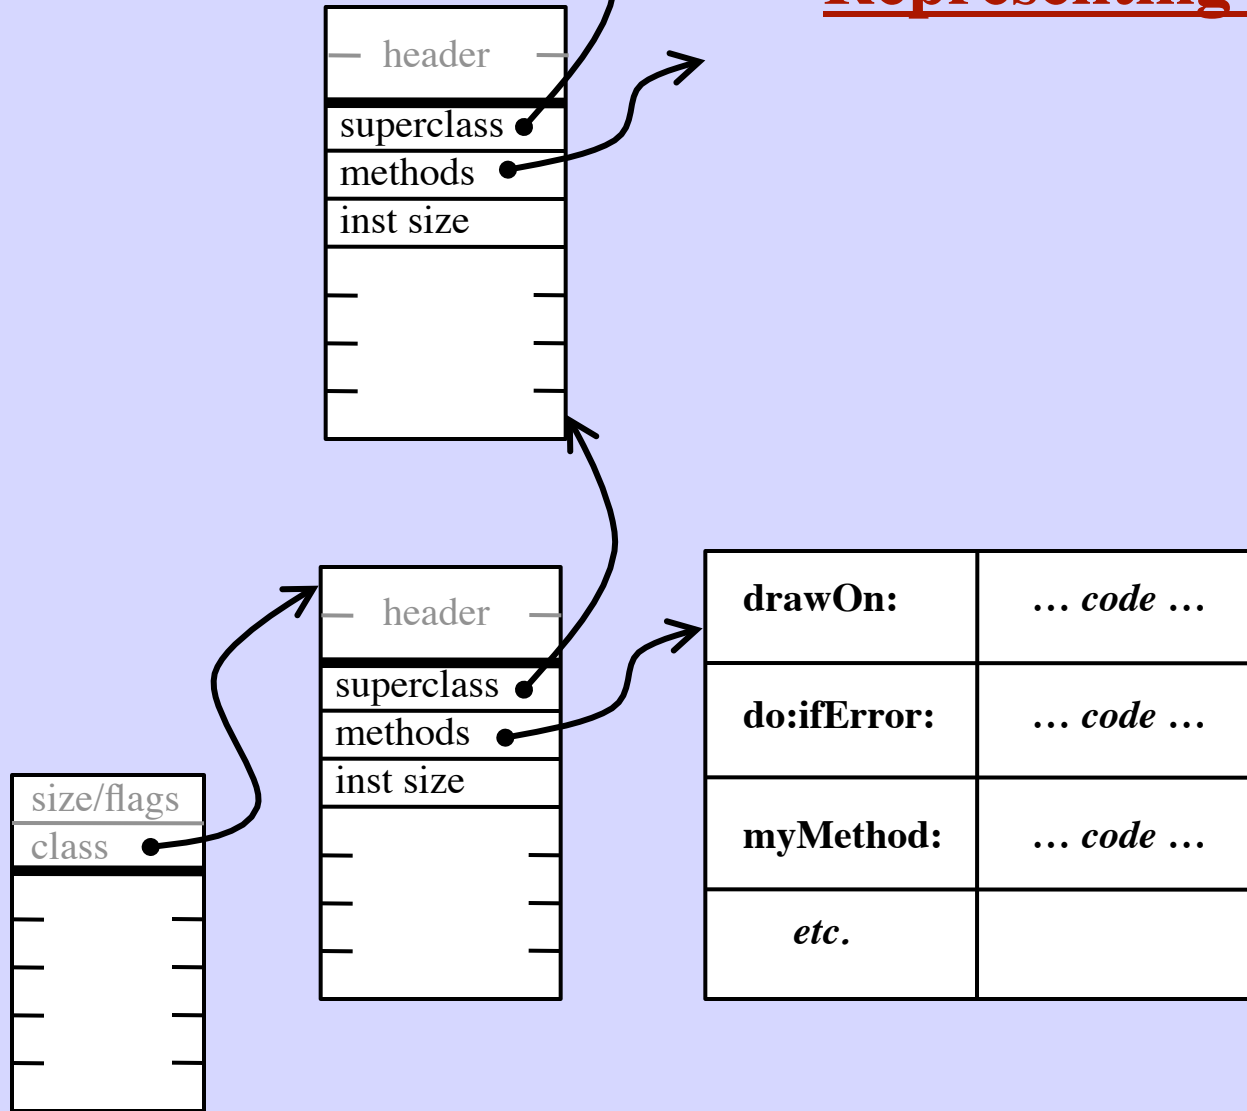 Representing
header
superclass
methods
inst size
header
superclass
methods
inst size
size/flags
class
drawOn: … code …
do:ifError: … code …
myMethod: … code …
etc.